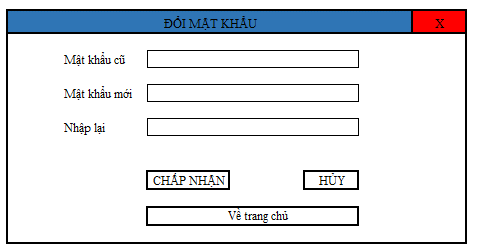 ĐỔI MẬT KHẨU
X
Mật khẩu cũ
Mật khẩu mới
Nhập lại
CHẤP NHẬN
HỦY
Về trang chủ